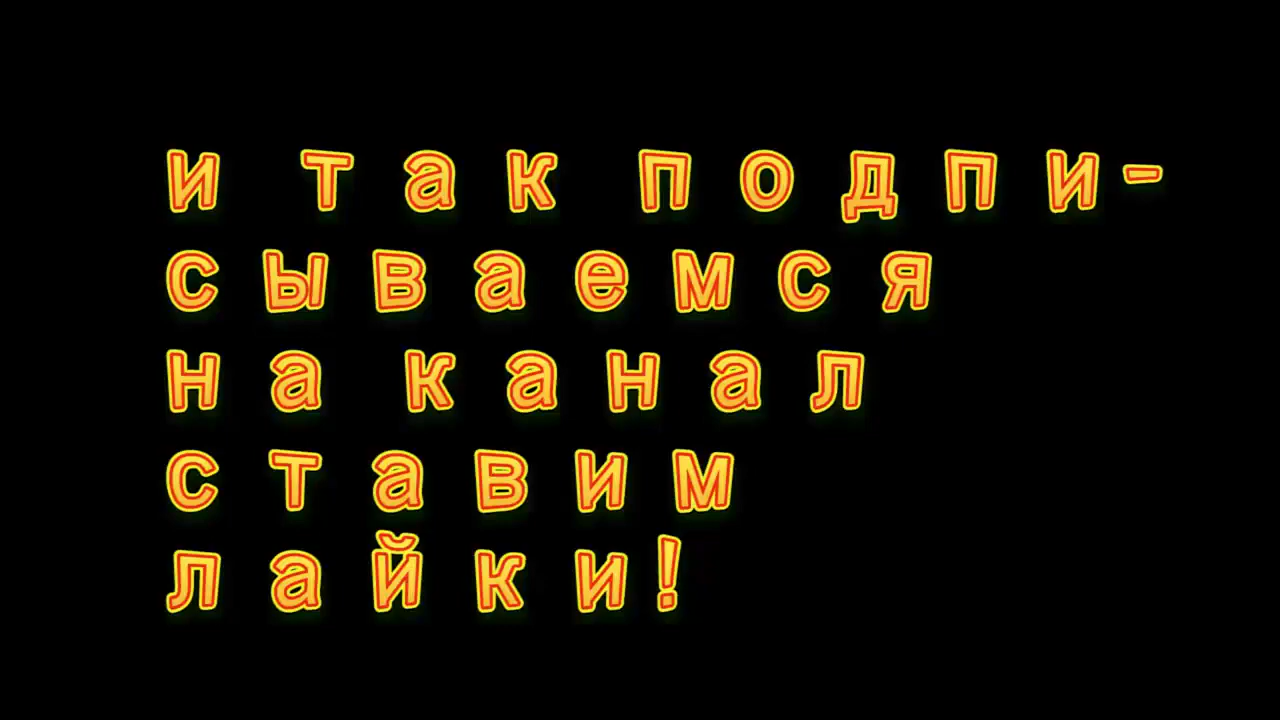 и так подпи-
сываемся
на канал
ставим
лайки!